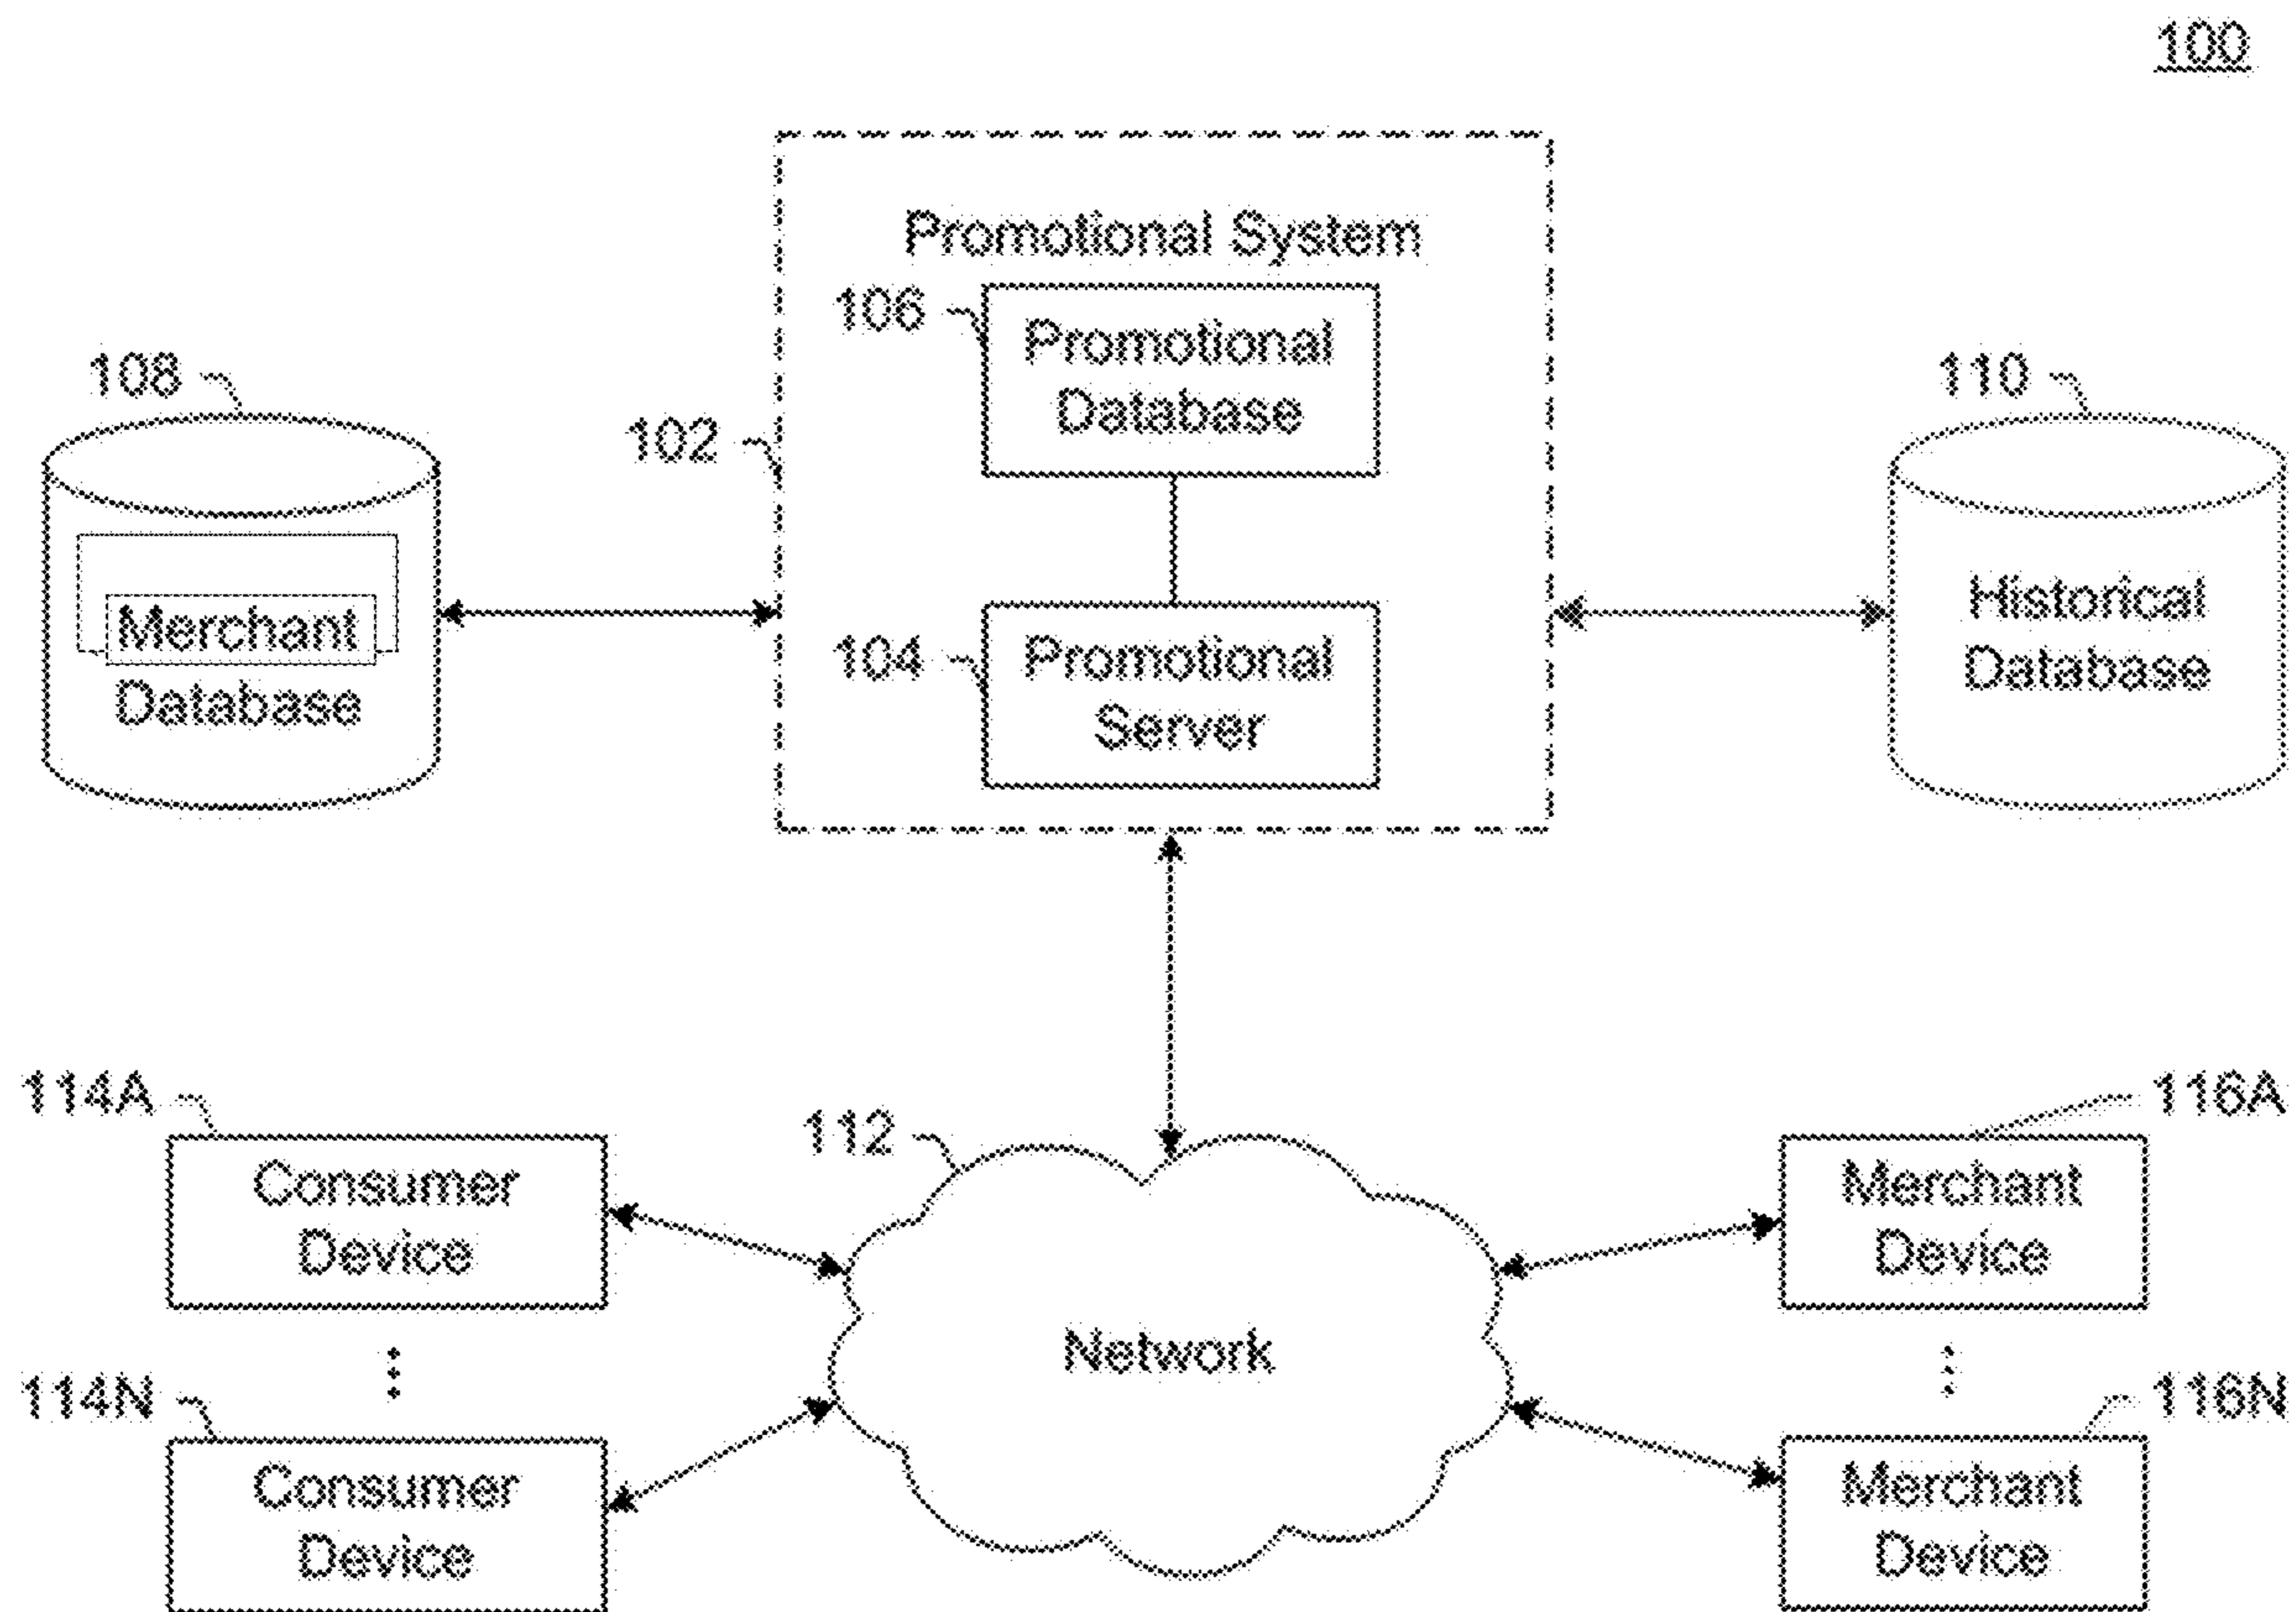 100
Promotional System
106
Promotional
Database
108
102
110
Merchant
Database
104
Promotional
Server
Historical
Database
114A
112
116A
Consumer
Device
Merchant
Device
Network
114N
116N
Consumer
Device
Merchant
Device